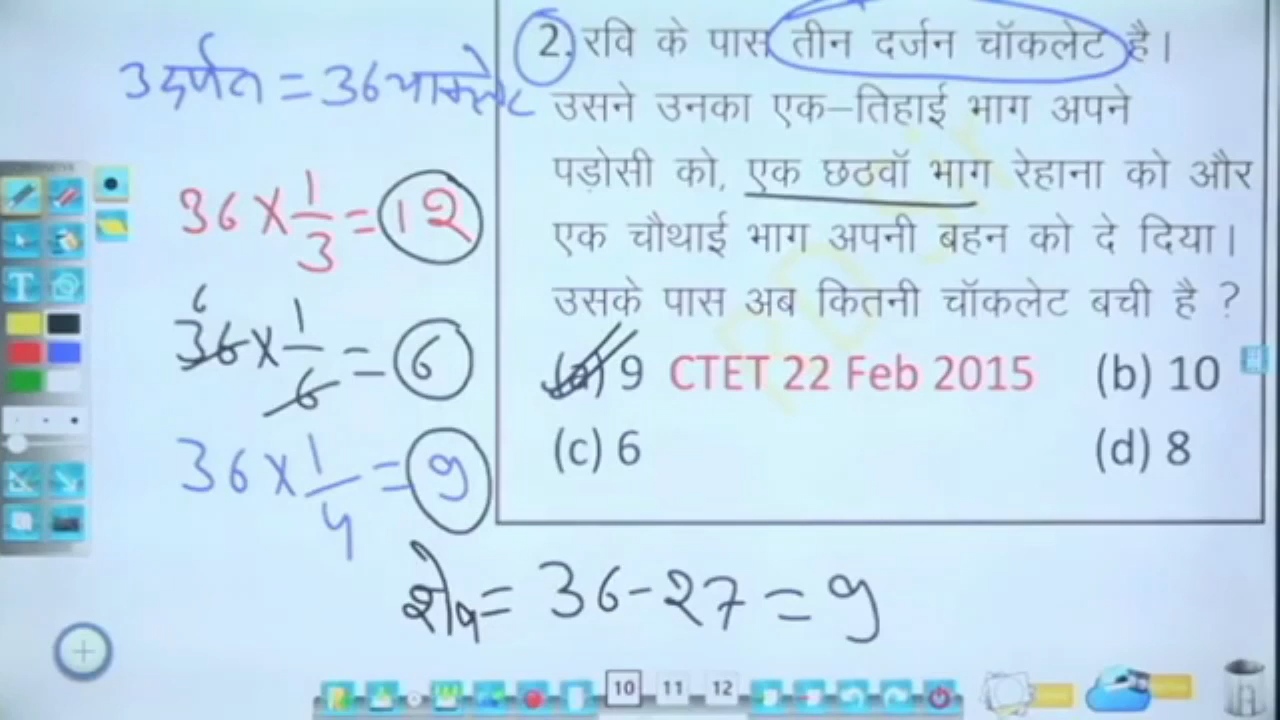 2. रवि के पास तीन दर्जन चॉकलेट है।
उसने उनका एक–तिहाई भाग अपने
पड़ोसी को, एक छठवॉ भाग रेहाना को और
एक चौथाई भाग अपनी बहन को दे दिया।
उसके पास अब कितनी चॉकलेट बची है ?
(a) 9 CTET 22 Feb 2015 (b) 10
(c) 6 (d) 8
3 दर्जन = 36
36 × 1/3 = 12
6
36 × 1/6 = 6
36 × 1/4 = 9
शेष = 36 - 27 = 9
T
10 11 12